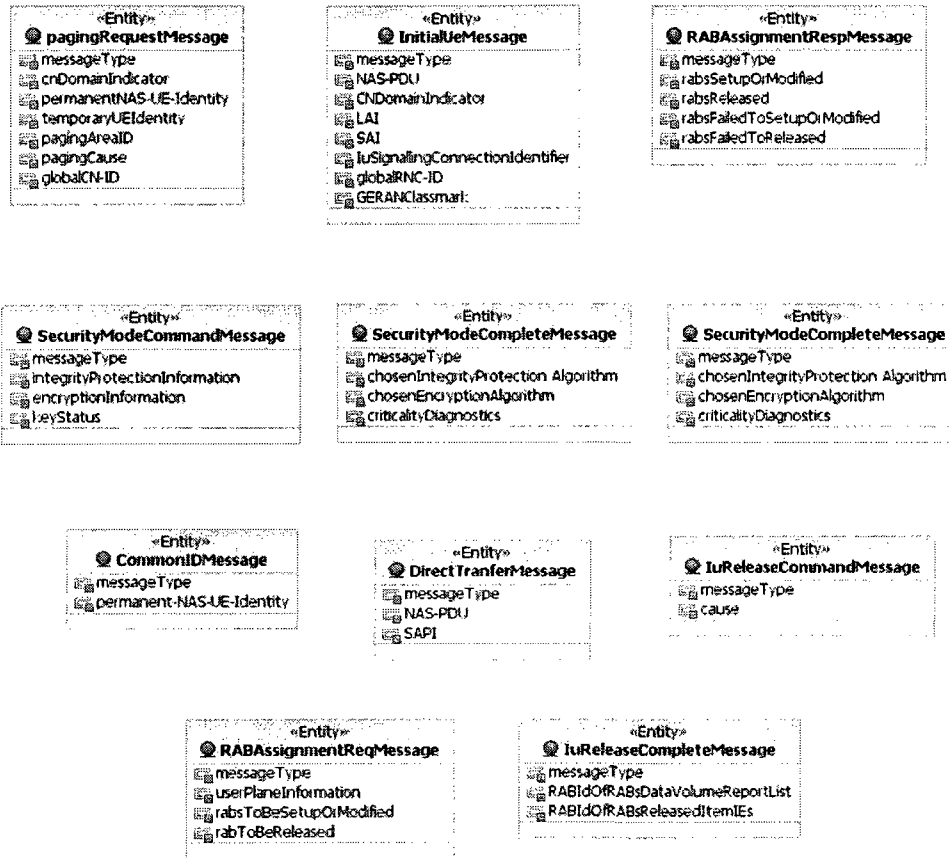 «Entity»
pagingRequestMessage
messageType
cnDomainIndicator
permanentNAS-UE-Identity
temporaryUEIdentity
pagingAreaID
pagingCause
globalCN-ID
«Entity»
InitialUeMessage
messageType
NAS-PDU
CNDomainIndicator
LAI
SAI
IuSignalingConnectionIdentifier
globalRNC-ID
GERANClassmark
«Entity»
RABAssignmentRespMessage
messageType
rabsSetupOrModified
rabsReleased
rabsFailedToSetupOrModified
rabsFailedToReleased
«Entity»
SecurityModeCommandMessage
messageType
integrityProtectionInformation
encryptionInformation
keyStatus
«Entity»
SecurityModeCompleteMessage
messageType
chosenIntegrityProtection Algorithm
chosenEncryptionAlgorithm
criticalityDiagnostics
«Entity»
SecurityModeCompleteMessage
messageType
chosenIntegrityProtection Algorithm
chosenEncryptionAlgorithm
criticalityDiagnostics
«Entity»
CommonIDMessage
messageType
permanent-NAS-UE-Identity
«Entity»
DirectTranferMessage
messageType
NAS-PDU
SAPI
«Entity»
IuReleaseCommandMessage
messageType
cause
«Entity»
RABAssignmentReqMessage
messageType
userPlaneInformation
rabsToBeSetupOrModified
rabToBeReleased
«Entity»
IuReleaseCompleteMessage
messageType
RABIdOfRABsDataVolumeReportList
RABIdOfRABsReleasedItemIEs